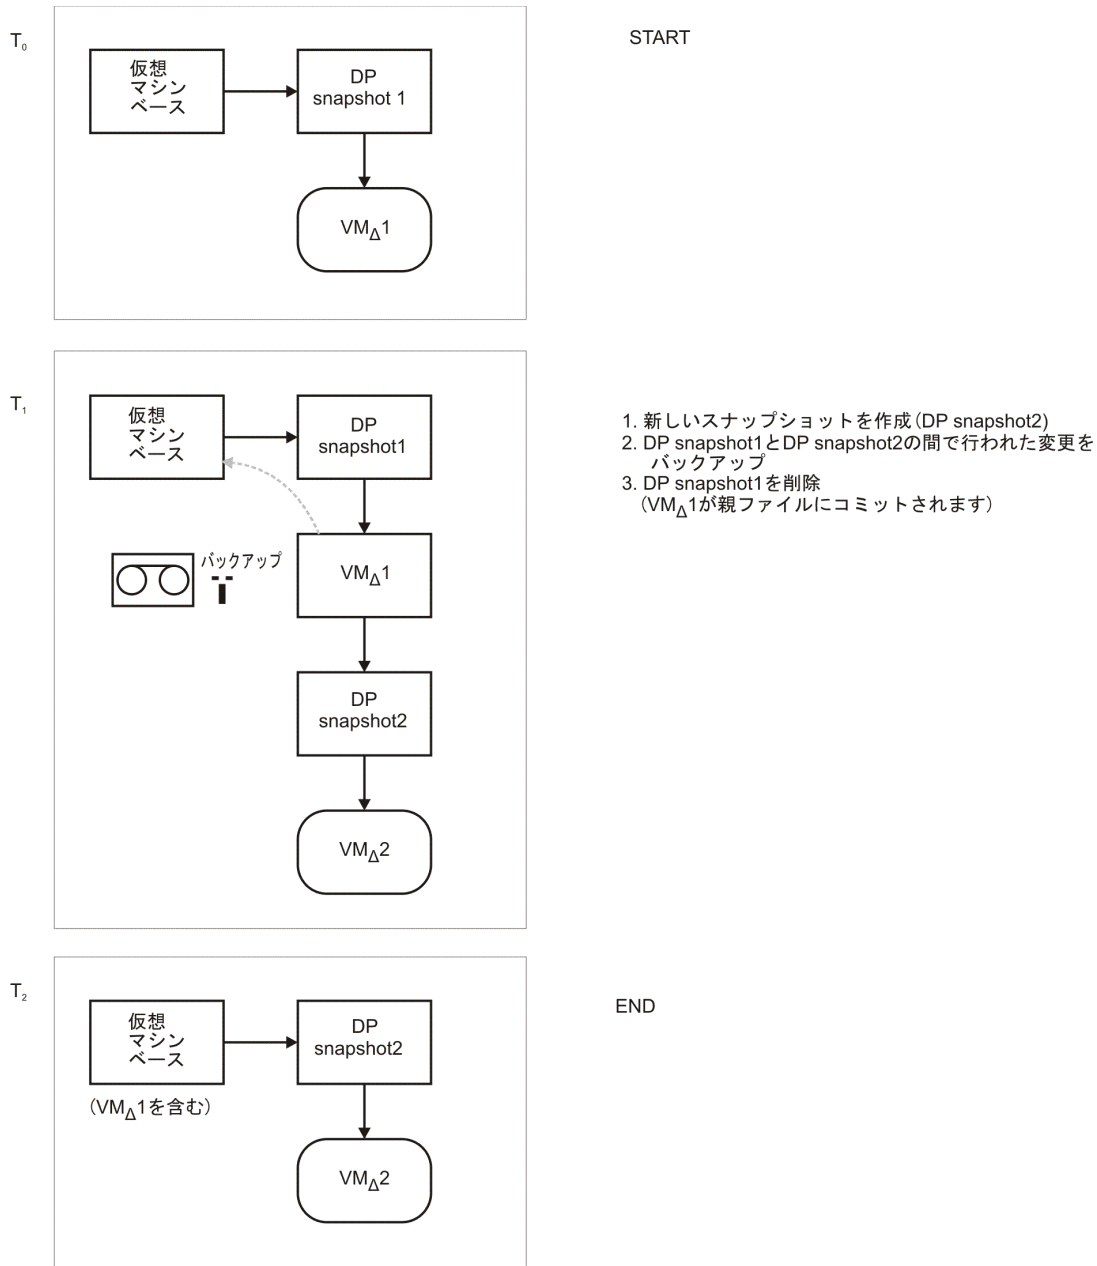 T₀
START
仮想
マシン
ベース
DP
snapshot 1
VMΔ1
T₁
仮想
マシン
ベース
DP
snapshot1
1. 新しいスナップショットを作成(DP snapshot2)
2. DP snapshot1とDP snapshot2の間で行われた変更を
バックアップ
3. DP snapshot1を削除
(VMΔ1が親ファイルにコミットされます)
バックアップ
VMΔ1
DP
snapshot2
VMΔ2
T₂
END
仮想
マシン
ベース
DP
snapshot2
(VMΔ1を含む)
VMΔ2